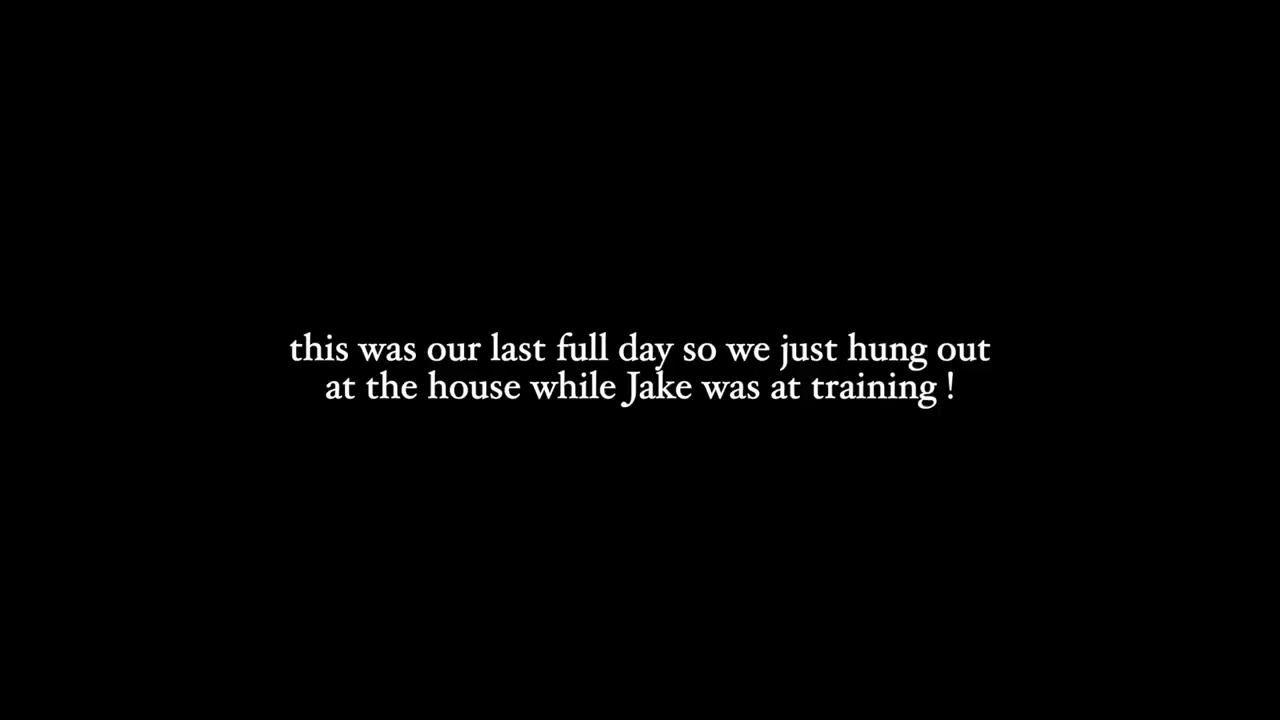 this was our last full day so we just hung out
at the house while Jake was at training !